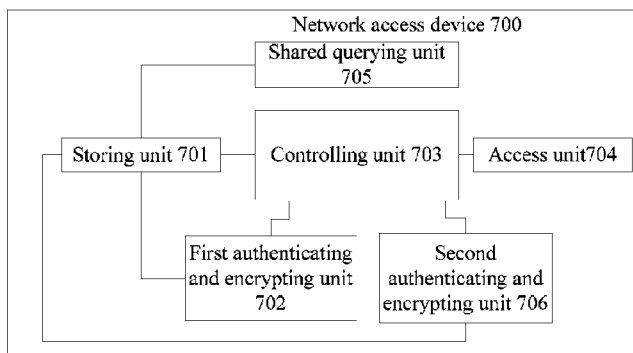 Network access device 700
Shared querying unit
705
Storing unit 701
Controlling unit 703
Access unit704
First authenticating
and encrypting unit
702
Second
authenticating and
encrypting unit 706